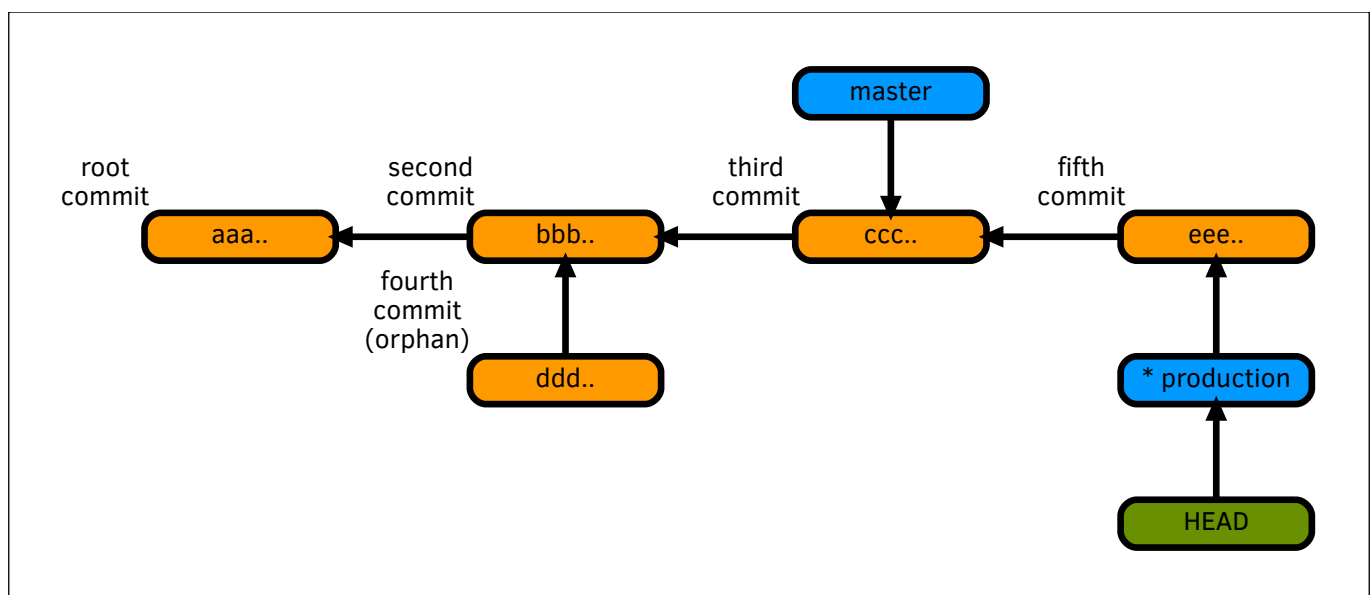 master
root
commit
second
commit
third
commit
fifth
commit
aaa..
bbb..
ccc..
eee..
fourth
commit
(orphan)
ddd..
* production
HEAD